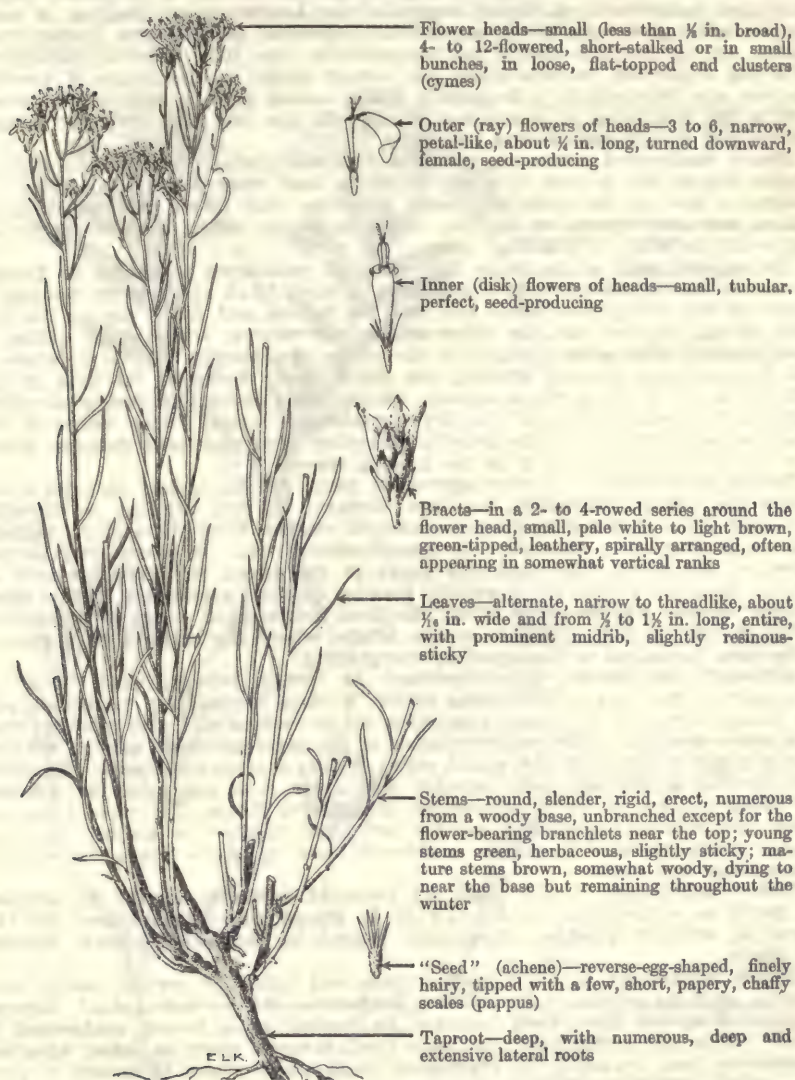 Flower heads—small (less than ⅛ in. broad),
4- to 12-flowered, short-stalked or in small
bunches, in loose, flat-topped end clusters
(cymes)
Outer (ray) flowers of heads—3 to 6, narrow,
petal-like, about in. long, turned downward,
female, seed-producing
Inner (disk) flowers of heads—small, tubular,
perfect, seed-producing
Bracts—in a 2- to 4-rowed series around the
flower head, small, pale white to light brown,
green-tipped, leathery, spirally arranged, often
appearing in somewhat vertical ranks
Leaves—alternate, narrow to threadlike, about
1/16 in. wide and from ½ to 1½ in. long, entire,
with prominent midrib, slightly resinous-
sticky
Stems—round, slender, rigid, erect, numerous
from a woody base, unbranched except for the
flower-bearing branchlets near the top; young
stems green, herbaceous, slightly sticky; ma-
ture stems brown, somewhat woody, dying to
near the base but remaining throughout the
winter
"Seed" (achene)—reverse-egg-shaped, finely
hairy, tipped with a few, short, papery, chaffy
scales (pappus)
Taproot—deep, with numerous, deep and
extensive lateral roots
E L K.